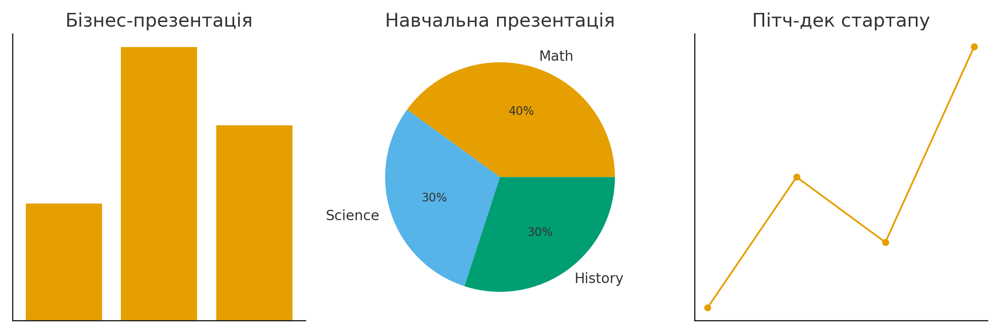 Бізнес-презентація
Навчальна презентація
Пітч-дек стартапу
Math
40%
Science
30%
30%
History